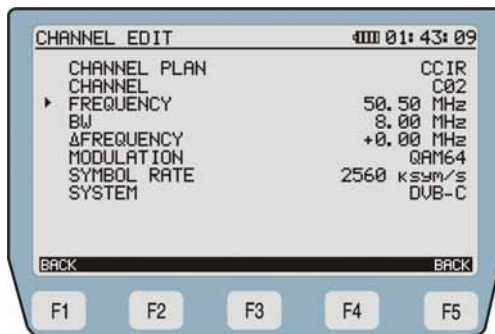 CHANNEL EDIT 01:43:09
CHANNEL PLAN CCIR
CHANNEL C02
FREQUENCY 50.50 MHz
BW 8.00 MHz
ΔFREQUENCY +0.00 MHz
MODULATION QAM64
SYMBOL RATE 2560 ksym/s
SYSTEM DVB-C
BACK BACK
F1 F2 F3 F4 F5